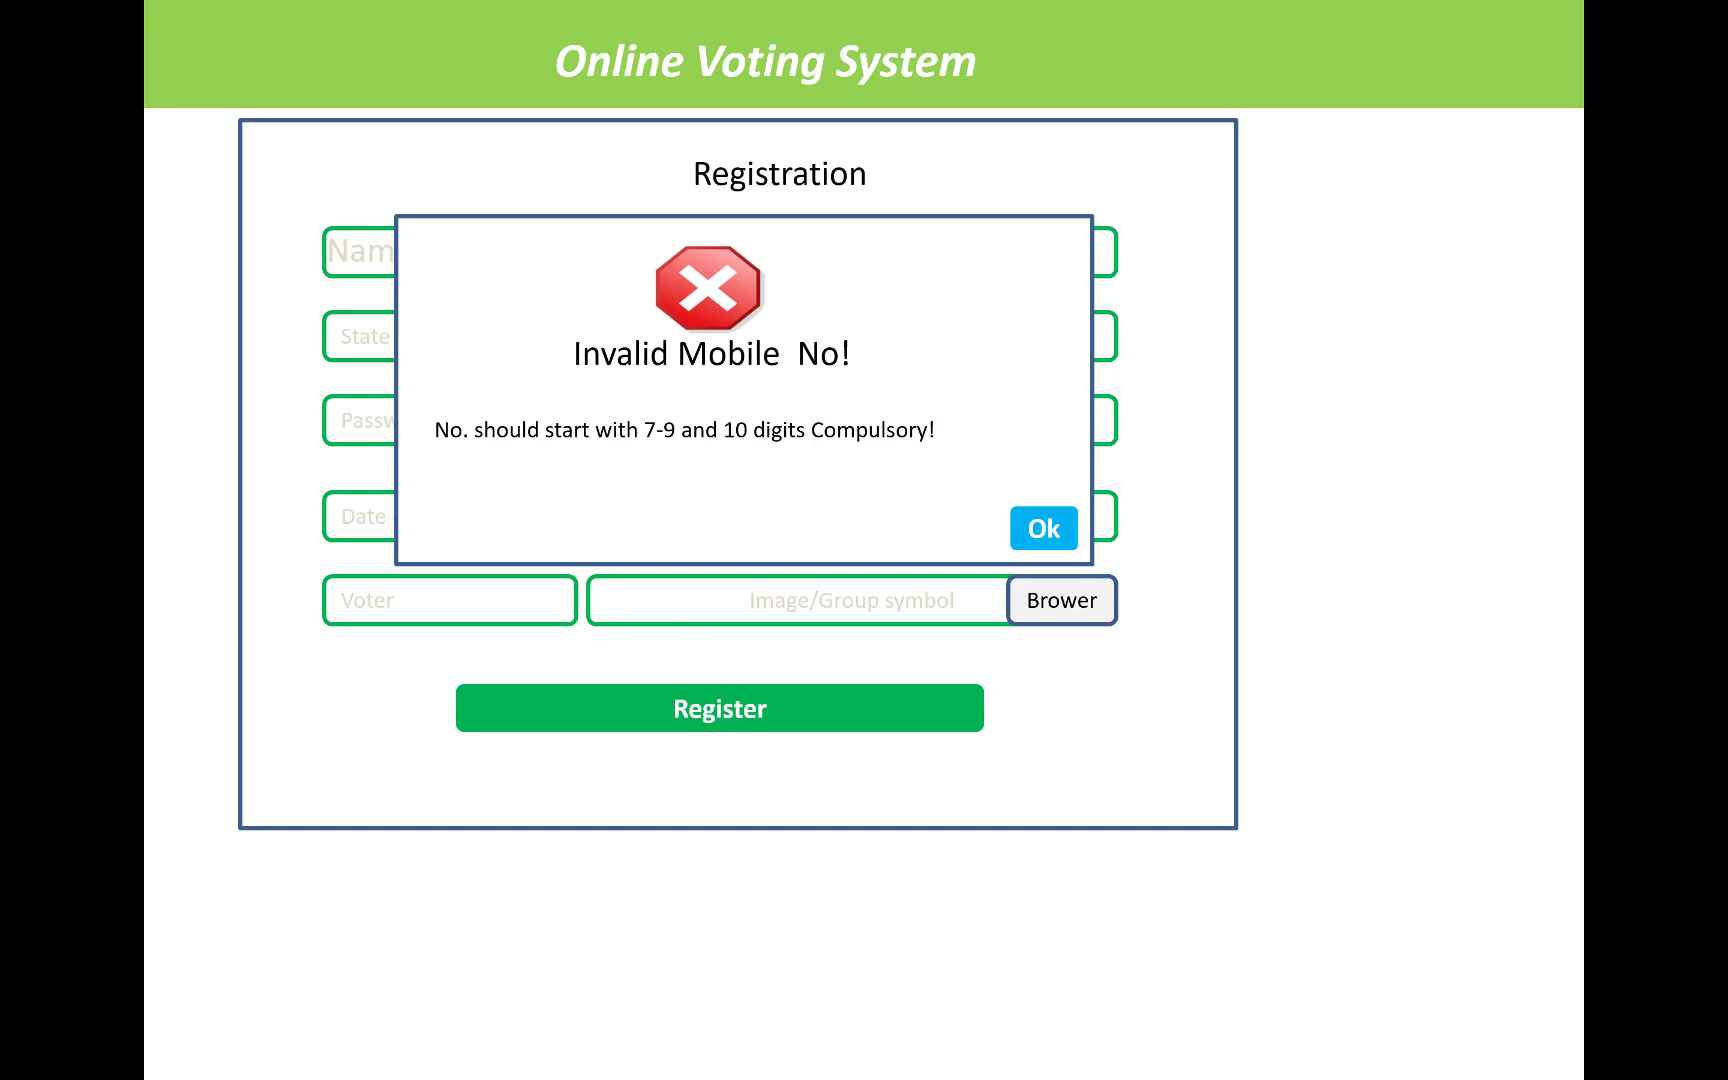 Online Voting System
Registration
Nam
State
Invalid Mobile No!
Passw
No. should start with 7-9 and 10 digits Compulsory!
Date
Ok
Voter
Image/Group symbol
Brower
Register